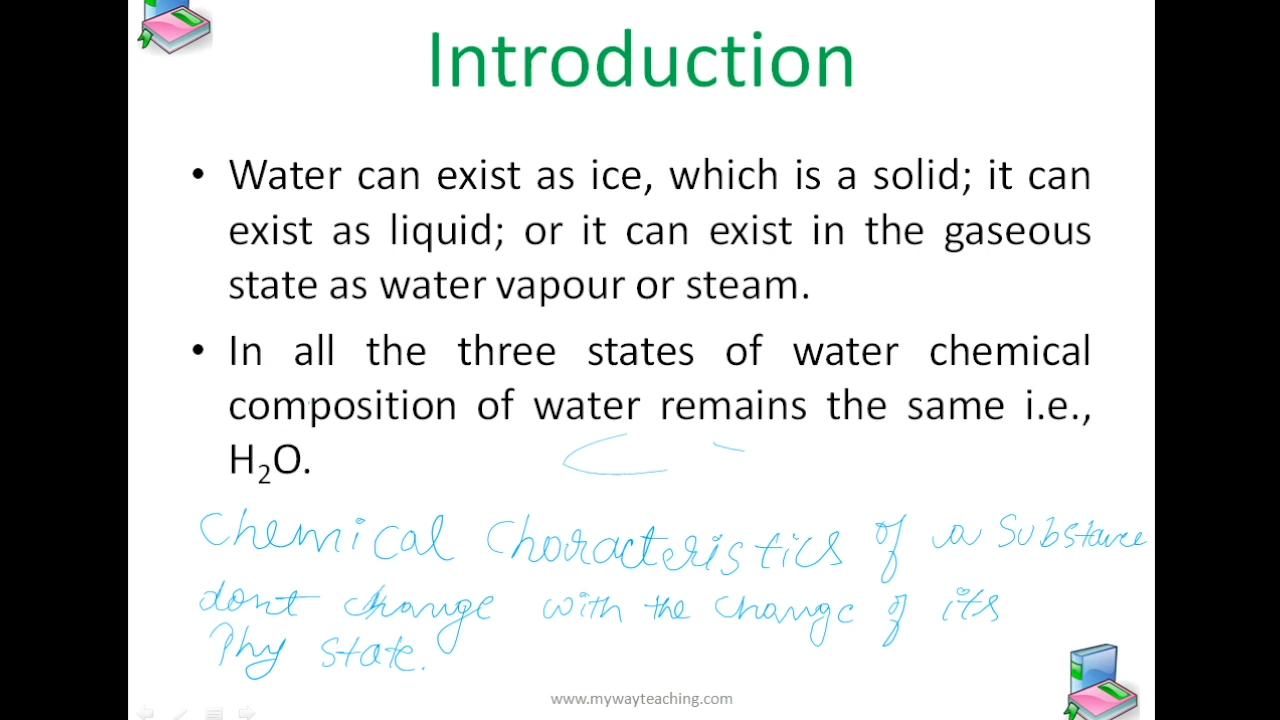 Introduction
• Water can exist as ice, which is a solid; it can
exist as liquid; or it can exist in the gaseous
state as water vapour or steam.
• In all the three states of water chemical
composition of water remains the same i.e.,
H₂O.
Chemical Characteristics of a Substance
dont change with the change of its
Phy state.
www.mywayteaching.com